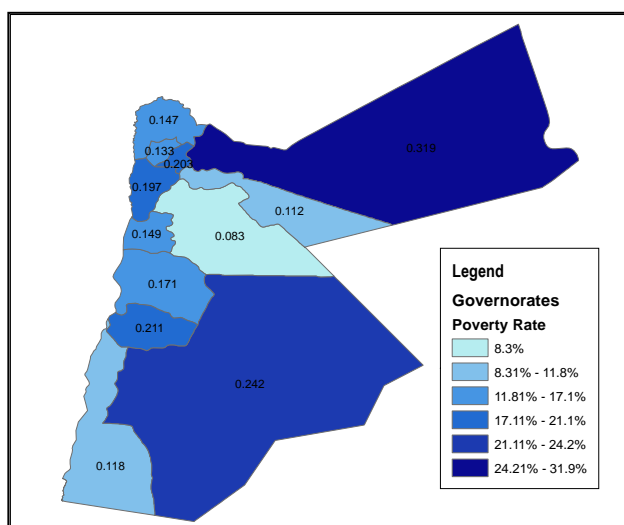 0.147
0.319
0.133
0.203
0.197
0.112
0.149
0.083
0.171
0.211
0.242
0.118
Legend
Governorates
Poverty Rate
8.3%
8.31% - 11.8%
11.81% - 17.1%
17.11% - 21.1%
21.11% - 24.2%
24.21% - 31.9%